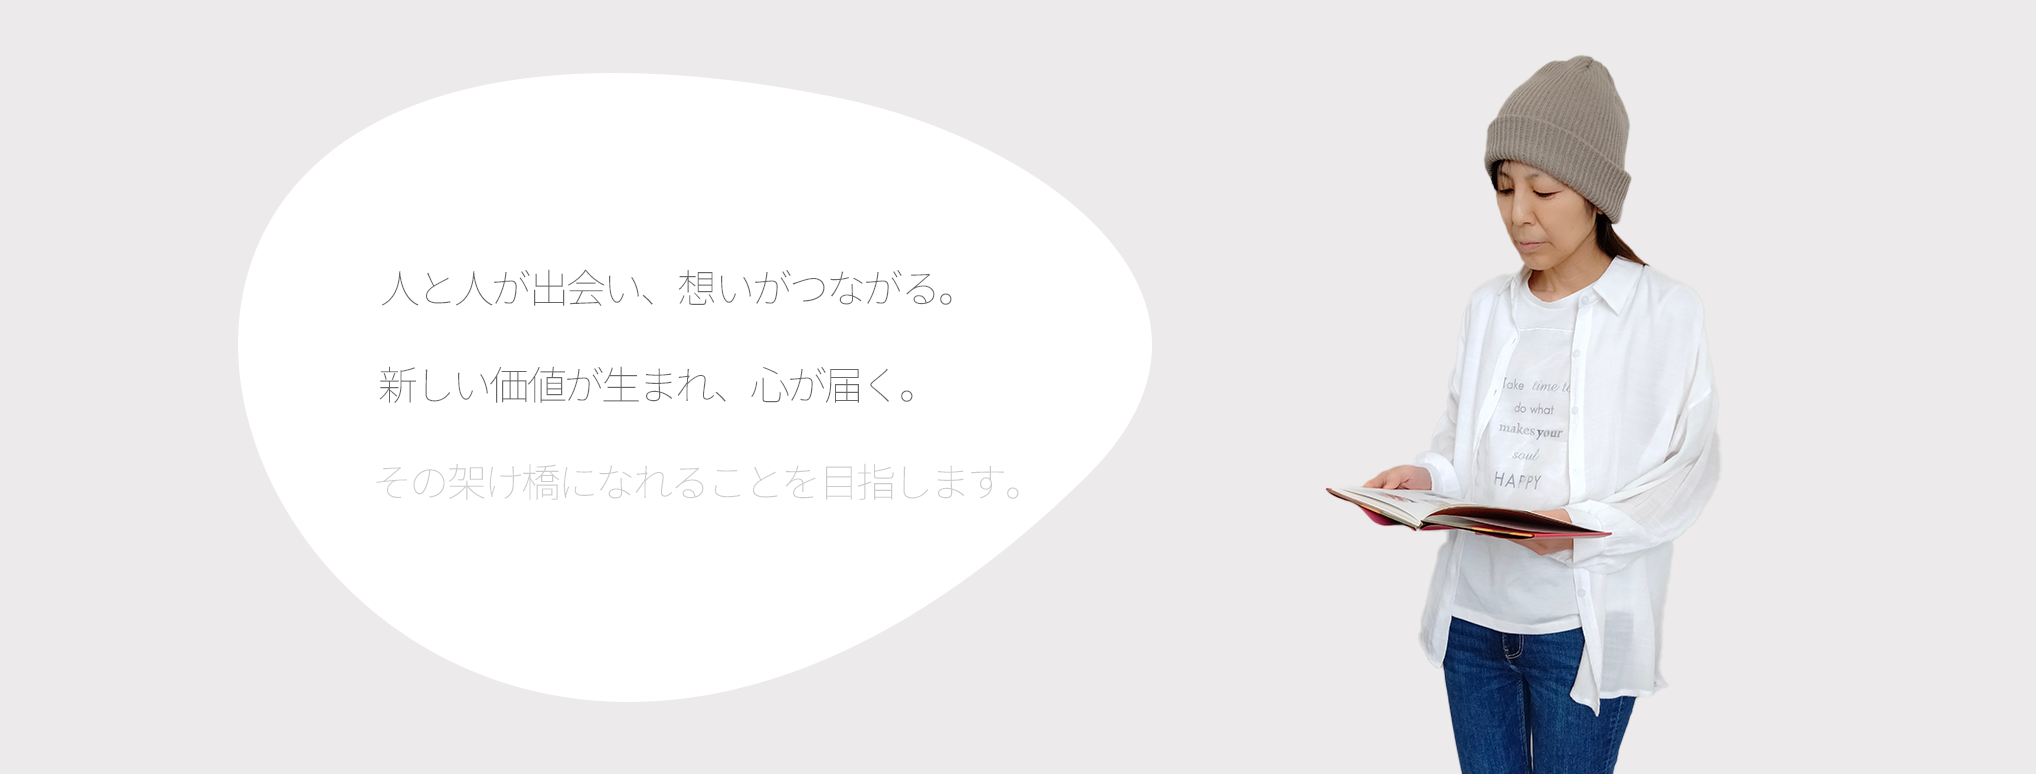 人と人が出会い、想いがつながる。
新しい価値が生まれ、心が届く。
その架け橋になれることを目指します。
Take time to
do what
makes your
soul
HAPPY